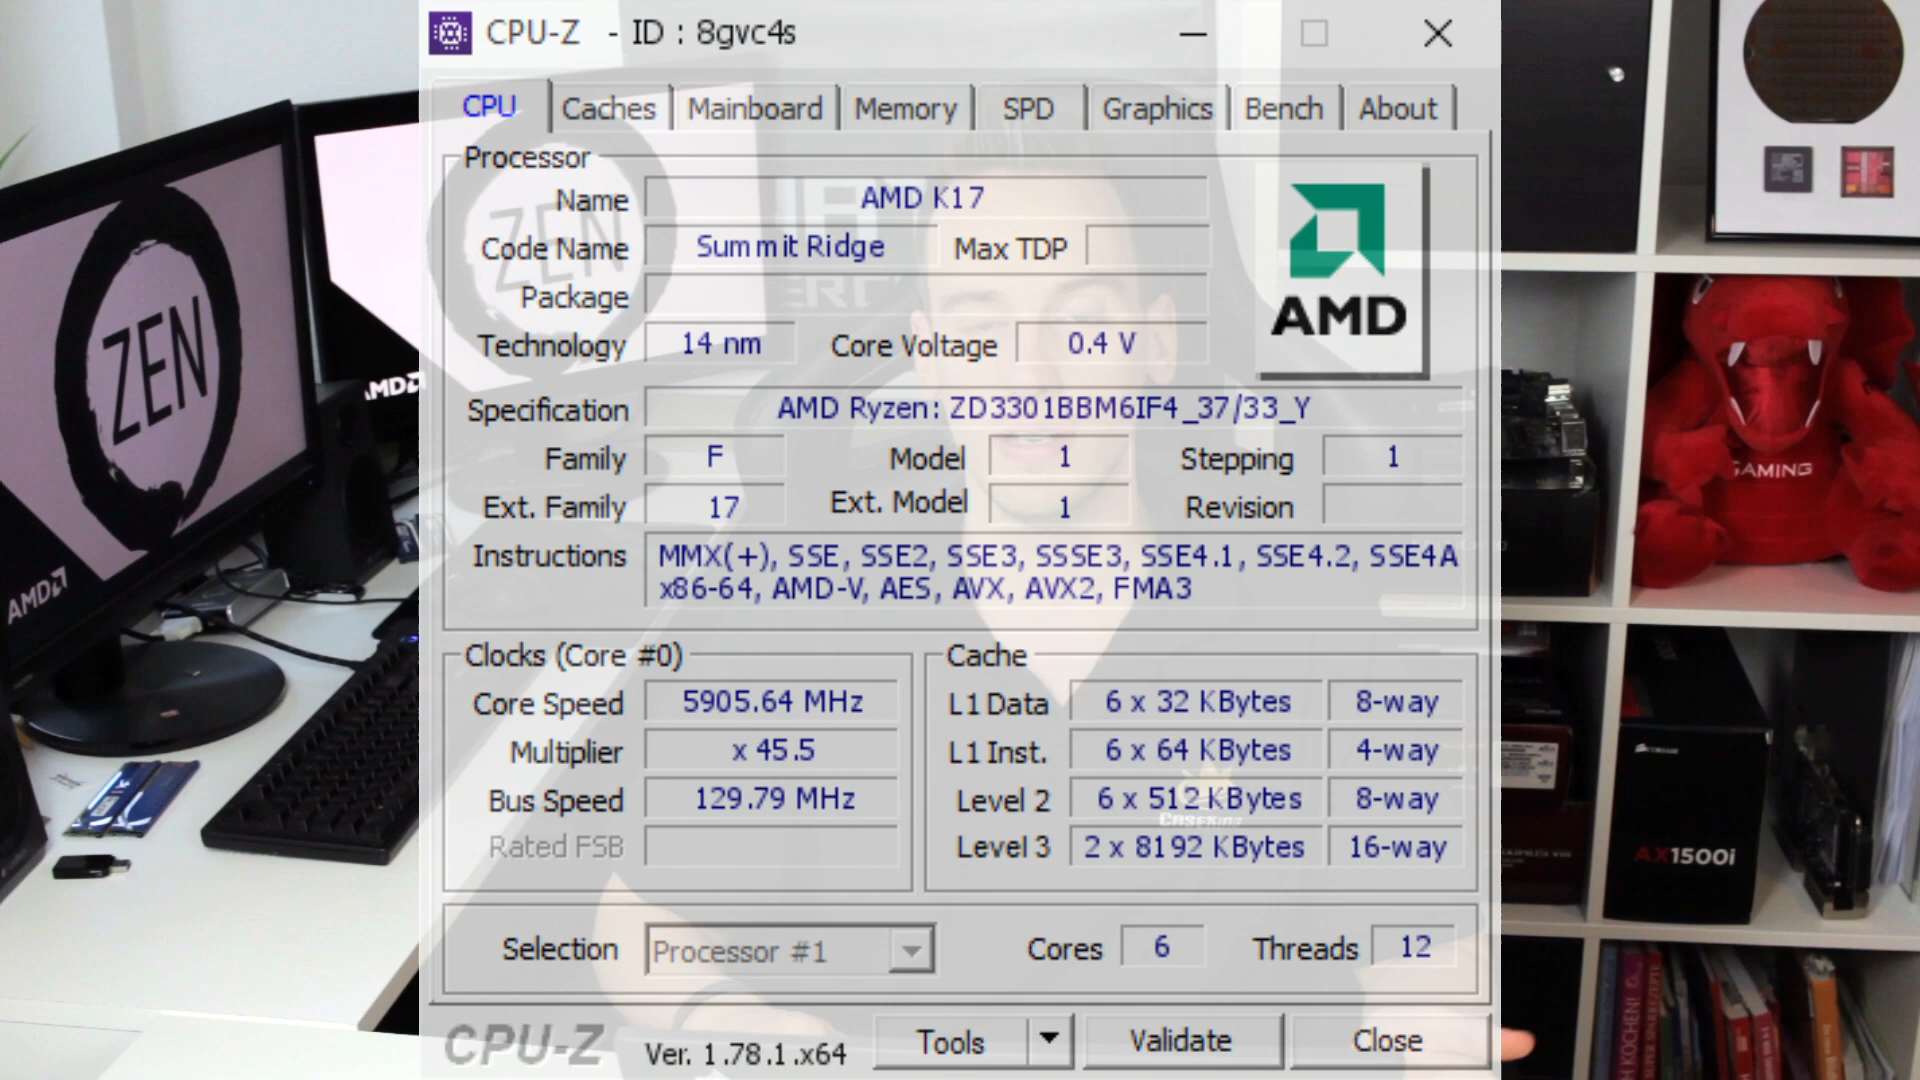 CPU-Z - ID : 8gvc4s
CPU Caches Mainboard Memory SPD Graphics Bench About
Processor
Name AMD K17
Code Name Summit Ridge Max TDP
Package
Technology 14 nm Core Voltage 0.4 V
AMD
Specification AMD Ryzen: ZD3301BBM6IF4_37/33_Y
Family F Model 1 Stepping 1
Ext. Family 17 Ext. Model 1 Revision
Instructions MMX(+), SSE, SSE2, SSE3, SSSE3, SSE4.1, SSE4.2, SSE4A
x86-64, AMD-V, AES, AVX, AVX2, FMA3
Clocks (Core #0)
Core Speed 5905.64 MHz
Multiplier x 45.5
Bus Speed 129.79 MHz
Rated FSB
Cache
L1 Data 6 x 32 KBytes 8-way
L1 Inst. 6 x 64 KBytes 4-way
Level 2 6 x 512 KBytes 8-way
Level 3 2 x 8192 KBytes 16-way
Selection Processor #1 Cores 6 Threads 12
CPU-Z Ver. 1.78.1.x64 Tools Validate Close
ZEN
AMD
AMD
ZEN
CASEKING
GAMING
CORSAIR
AX1500i
KOCHEN!